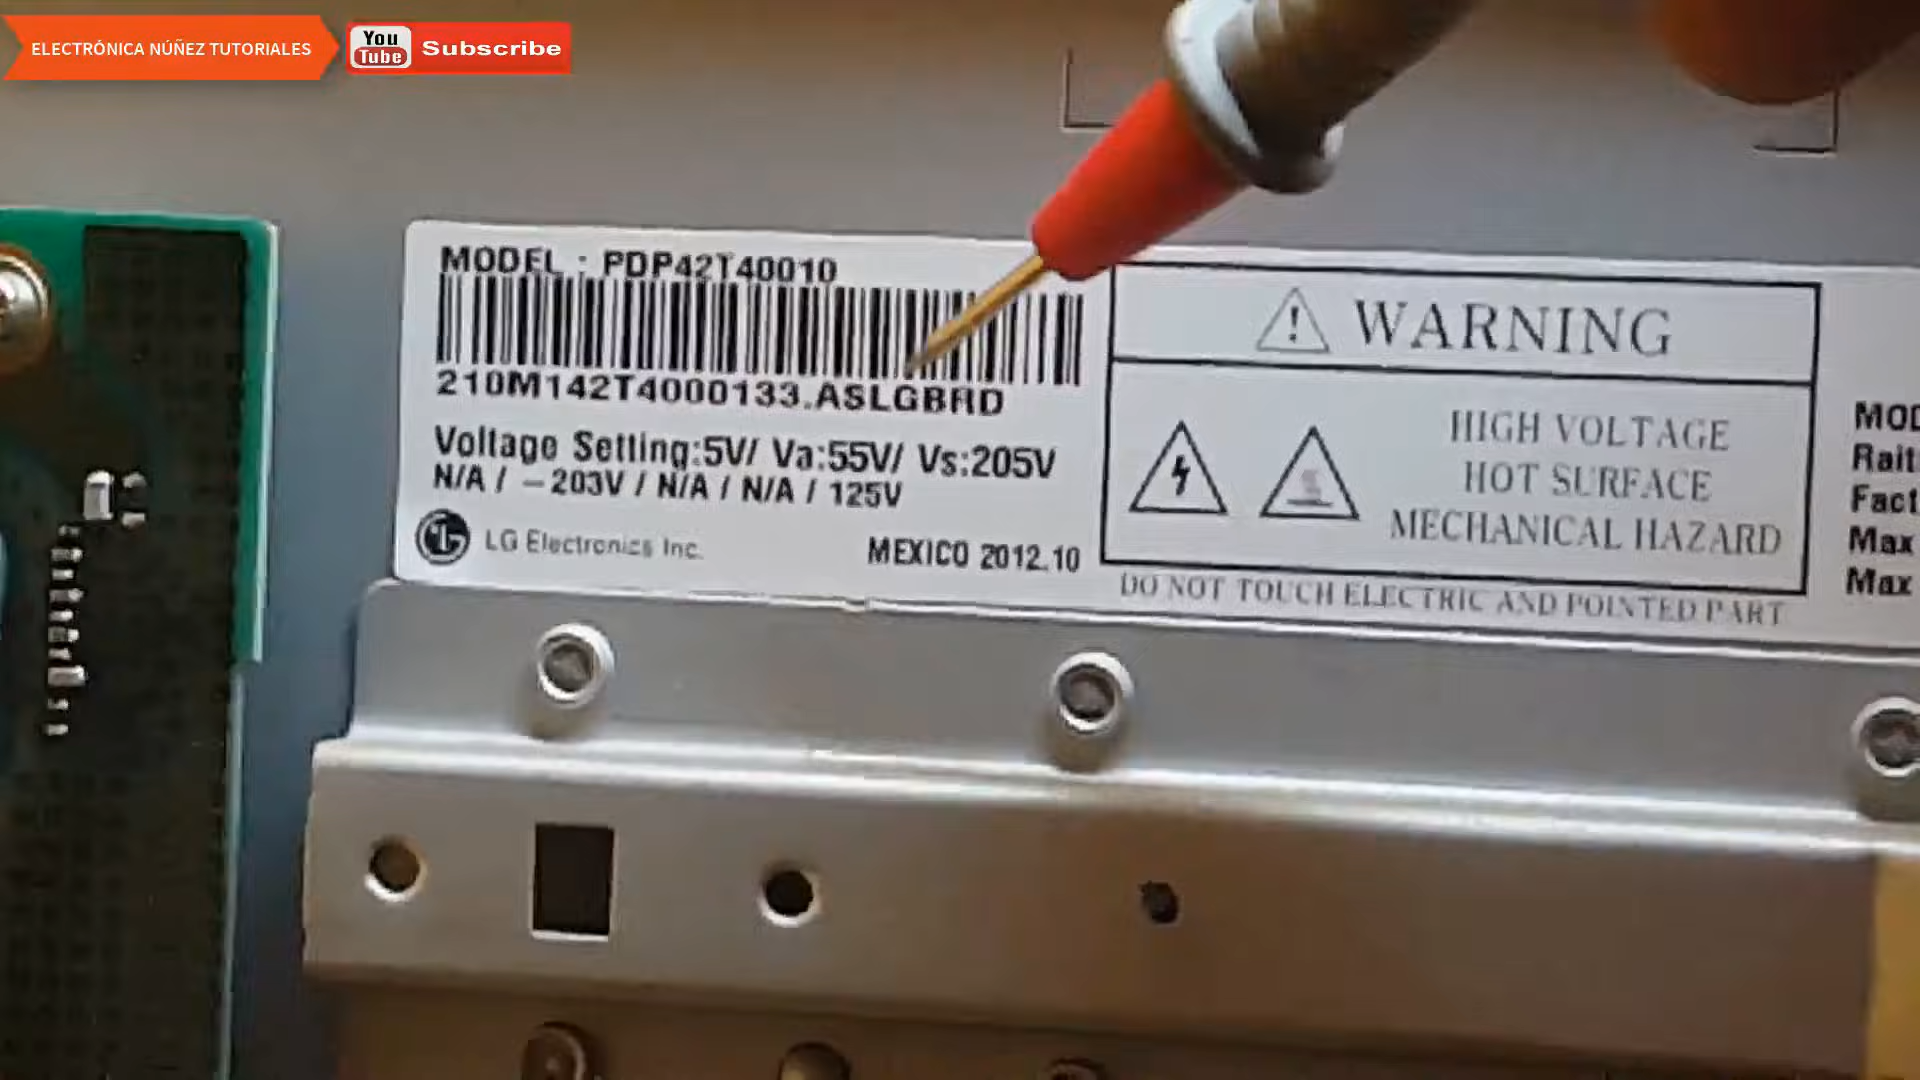 ELECTRÓNICA NÚÑEZ TUTORIALES
You
Tube
Subscribe
MODEL : PDP42T40010
210M142T4000133.ASLGBRD
Voltage Setting:5V/ Va:55V/ Vs:205V
N/A / -203V / N/A / N/A / 125V
LG Electronics Inc.
MEXICO 2012.10
WARNING
HIGH VOLTAGE
HOT SURFACE
MECHANICAL HAZARD
DO NOT TOUCH ELECTRIC AND POINTED PART
Max
Max